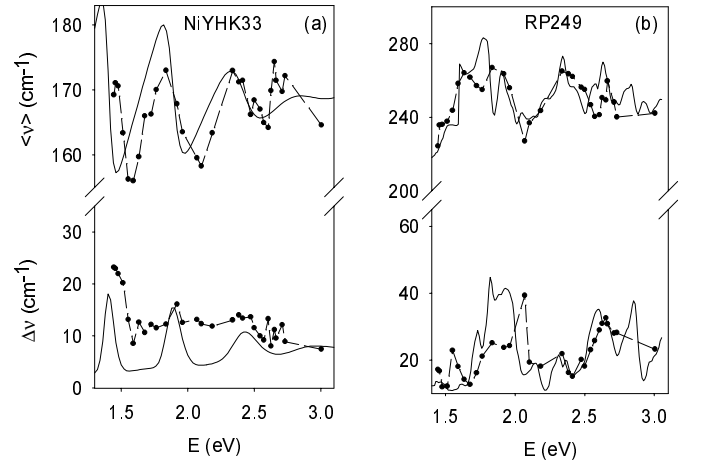 NiYHK33 (a)
180
170
160
<ν> (cm-1)
30
20
10
0
Δν (cm-1)
1.5 2.0 2.5 3.0
E (eV)
RP249 (b)
280
240
200
60
40
20
1.5 2.0 2.5 3.0
E (eV)